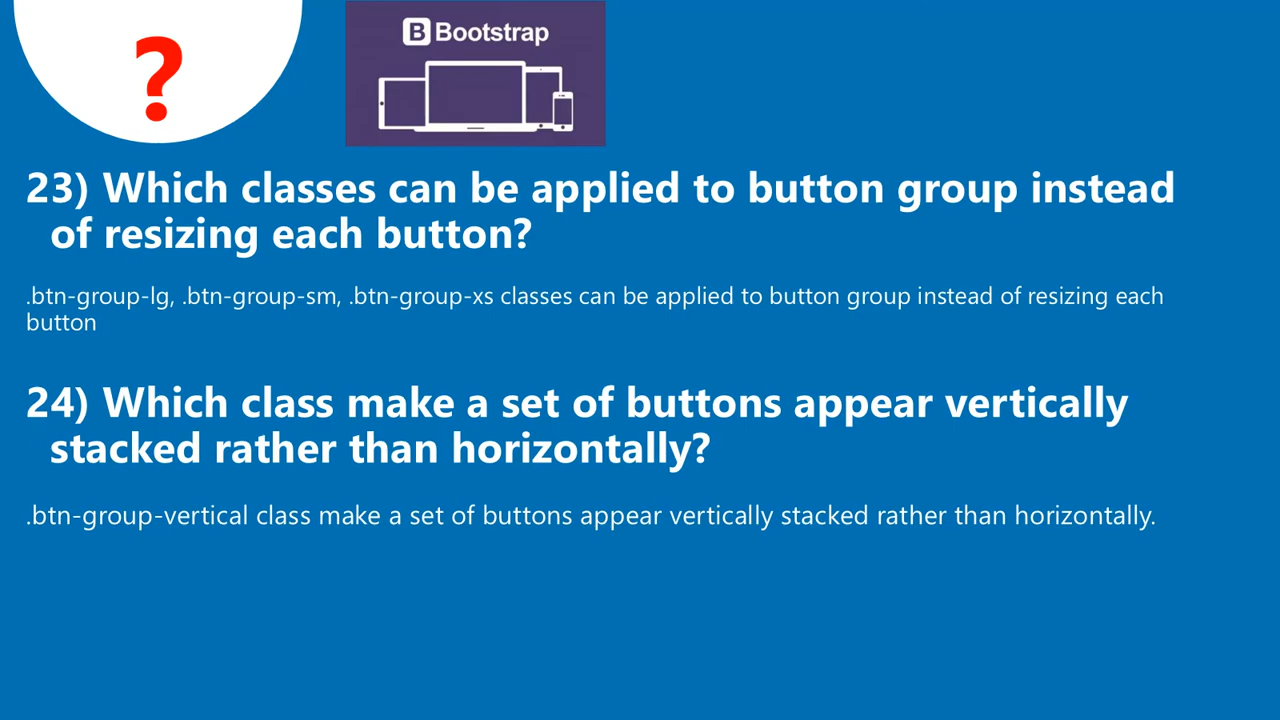 ?
B Bootstrap
23) Which classes can be applied to button group instead
of resizing each button?
.btn-group-lg, .btn-group-sm, .btn-group-xs classes can be applied to button group instead of resizing each
button
24) Which class make a set of buttons appear vertically
stacked rather than horizontally?
.btn-group-vertical class make a set of buttons appear vertically stacked rather than horizontally.